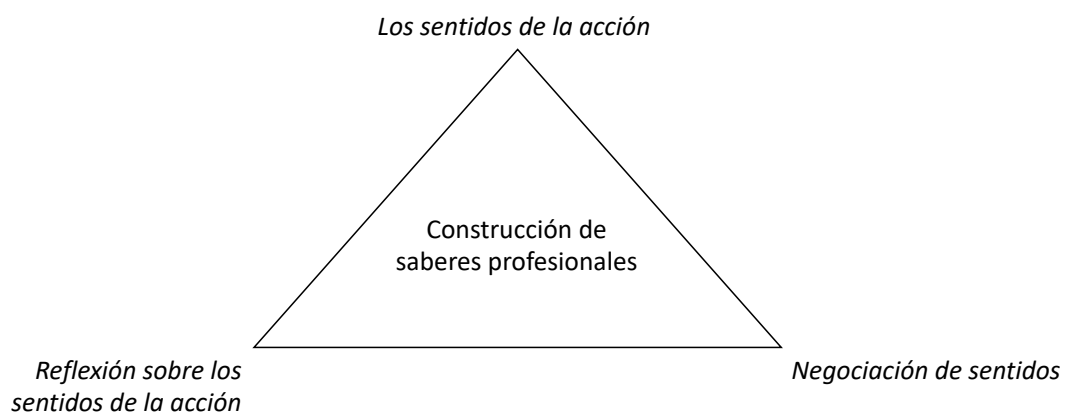 Los sentidos de la acción
Construcción de
saberes profesionales
Reflexión sobre los
sentidos de la acción
Negociación de sentidos